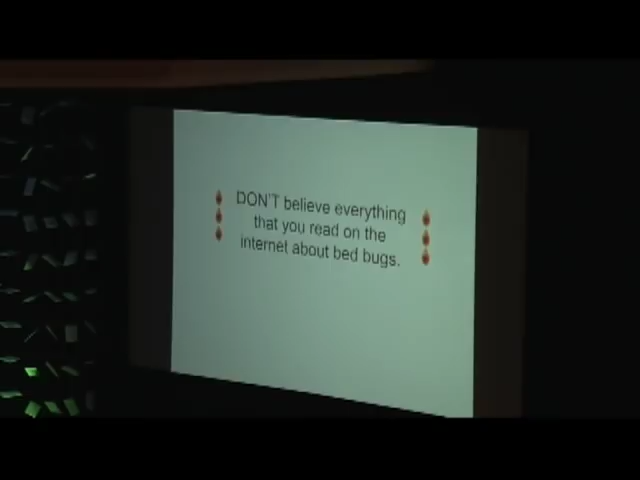 DON'T believe everything
that you read on the
internet about bed bugs.